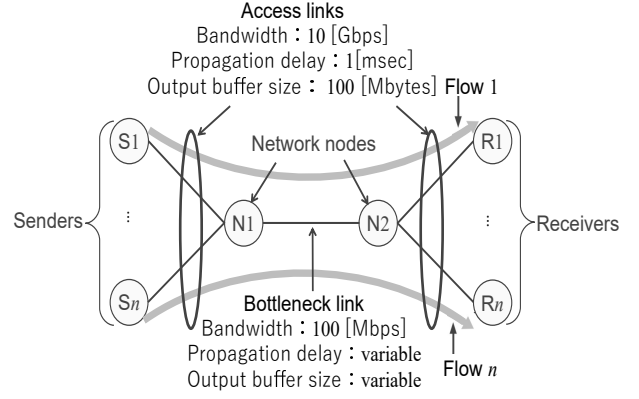 Access links
Bandwidth：10 [Gbps]
Propagation delay：1[msec]
Output buffer size：100 [Mbytes]
Flow 1
S1
Network nodes
R1
Senders
...
N1
N2
...
Receivers
Sn
Bottleneck link
Rn
Bandwidth：100 [Mbps]
Propagation delay：variable
Output buffer size：variable
Flow n